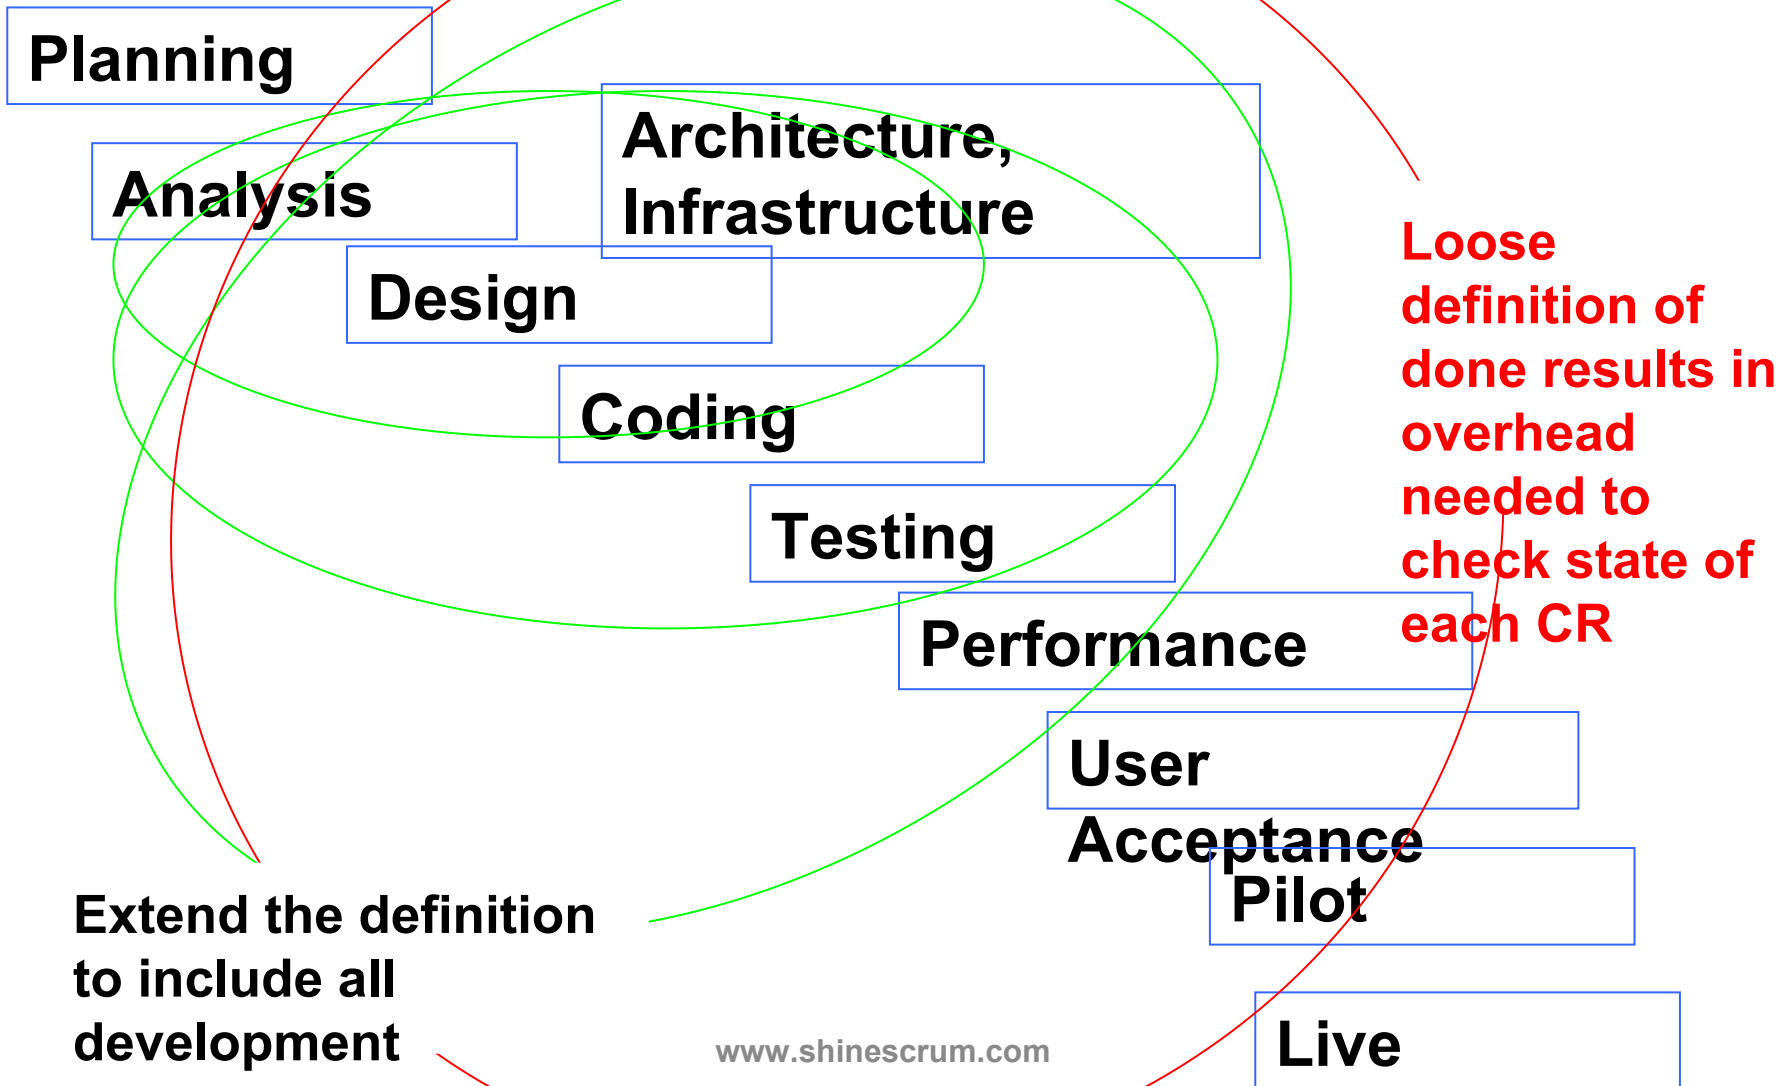 Planning
Analysis
Architecture,
Infrastructure
Design
Coding
Testing
Performance
User
Acceptance
Pilot
Live
Loose
definition of
done results in
overhead
needed to
check state of
each CR
Extend the definition
to include all
development
www.shinescrum.com